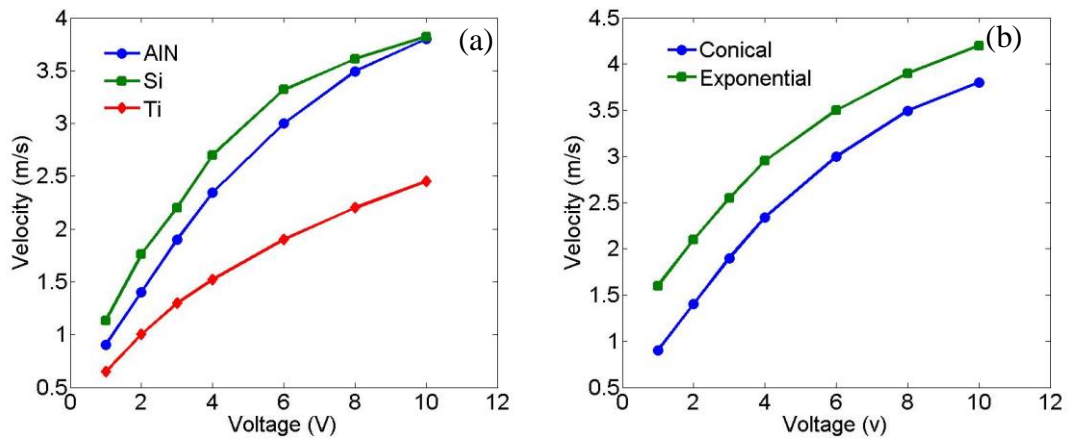 (a)
AlN
Si
Ti
4
3.5
3
2.5
2
1.5
1
0.5
Velocity (m/s)
0 2 4 6 8 10 12
Voltage (V)
(b)
Conical
Exponential
4.5
4
3.5
3
2.5
2
1.5
1
0.5
Velocity (m/s)
0 2 4 6 8 10 12
Voltage (v)